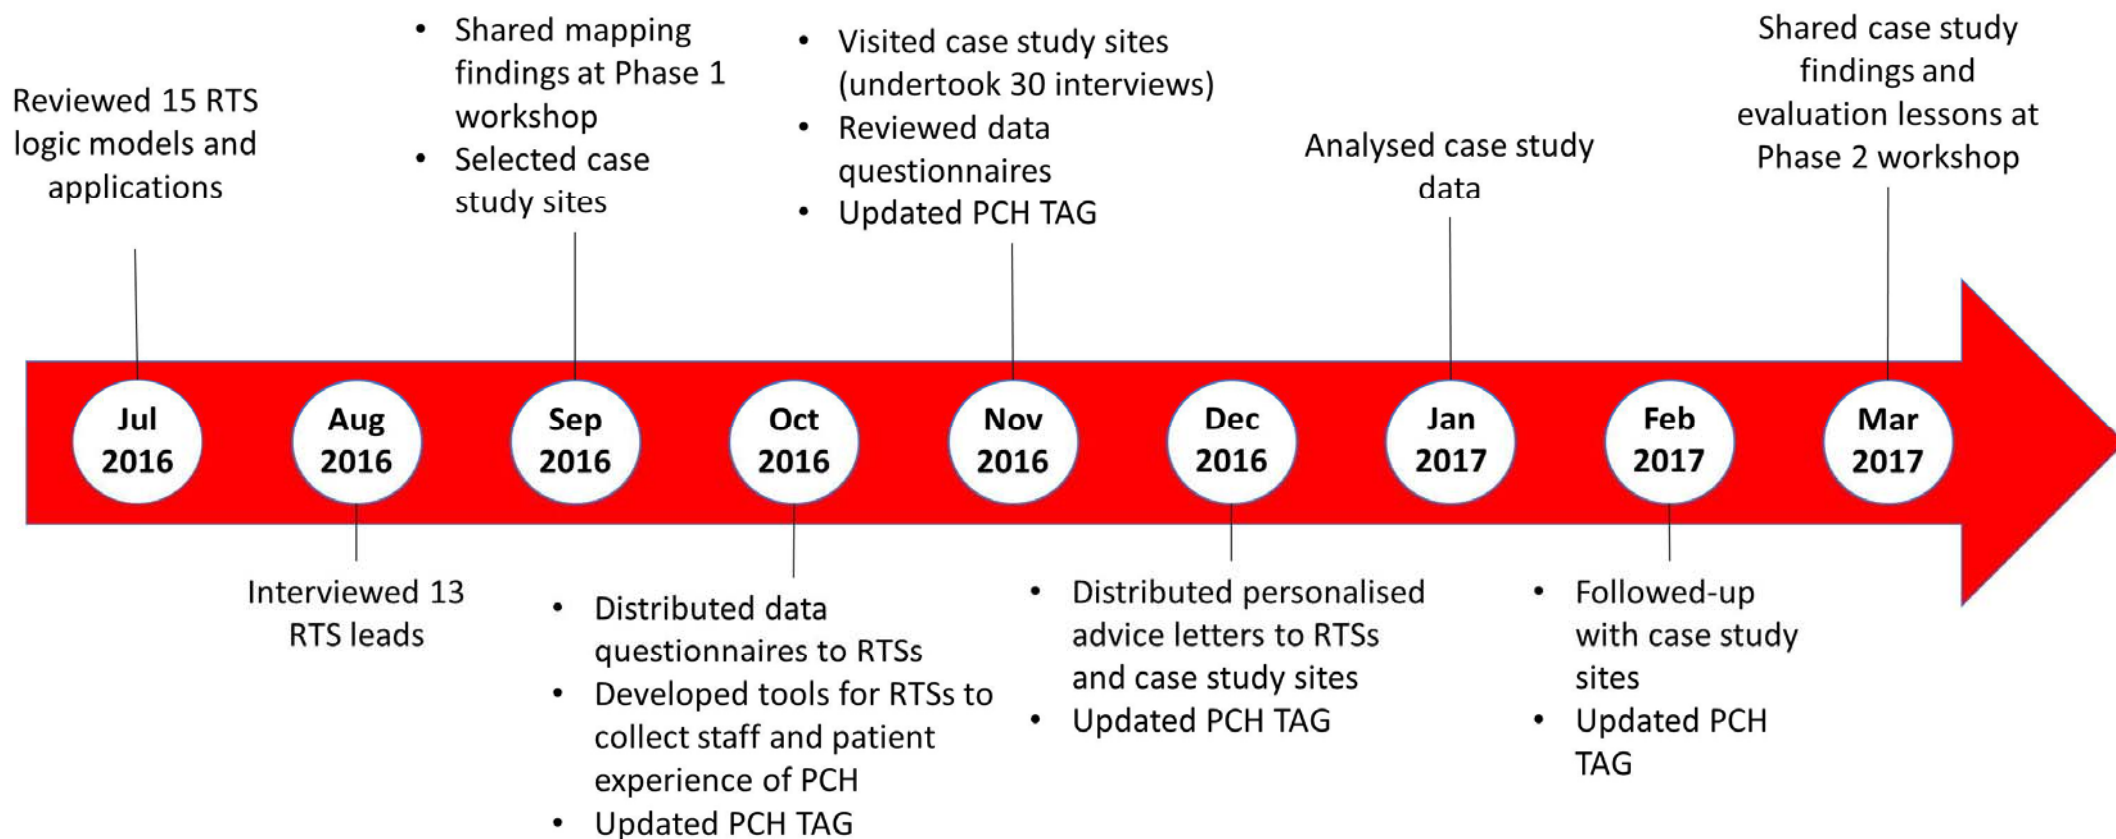 Reviewed 15 RTS
logic models and
applications
• Shared mapping
findings at Phase 1
workshop
• Selected case
study sites
• Visited case study sites
(undertook 30 interviews)
• Reviewed data
questionnaires
• Updated PCH TAG
Analysed case study
data
Shared case study
findings and
evaluation lessons at
Phase 2 workshop
Jul
2016
Aug
2016
Sep
2016
Oct
2016
Nov
2016
Dec
2016
Jan
2017
Feb
2017
Mar
2017
Interviewed 13
RTS leads
• Distributed data
questionnaires to RTSs
• Developed tools for RTSs to
collect staff and patient
experience of PCH
• Updated PCH TAG
• Distributed personalised
advice letters to RTSs
and case study sites
• Updated PCH TAG
• Followed-up
with case study
sites
• Updated PCH
TAG